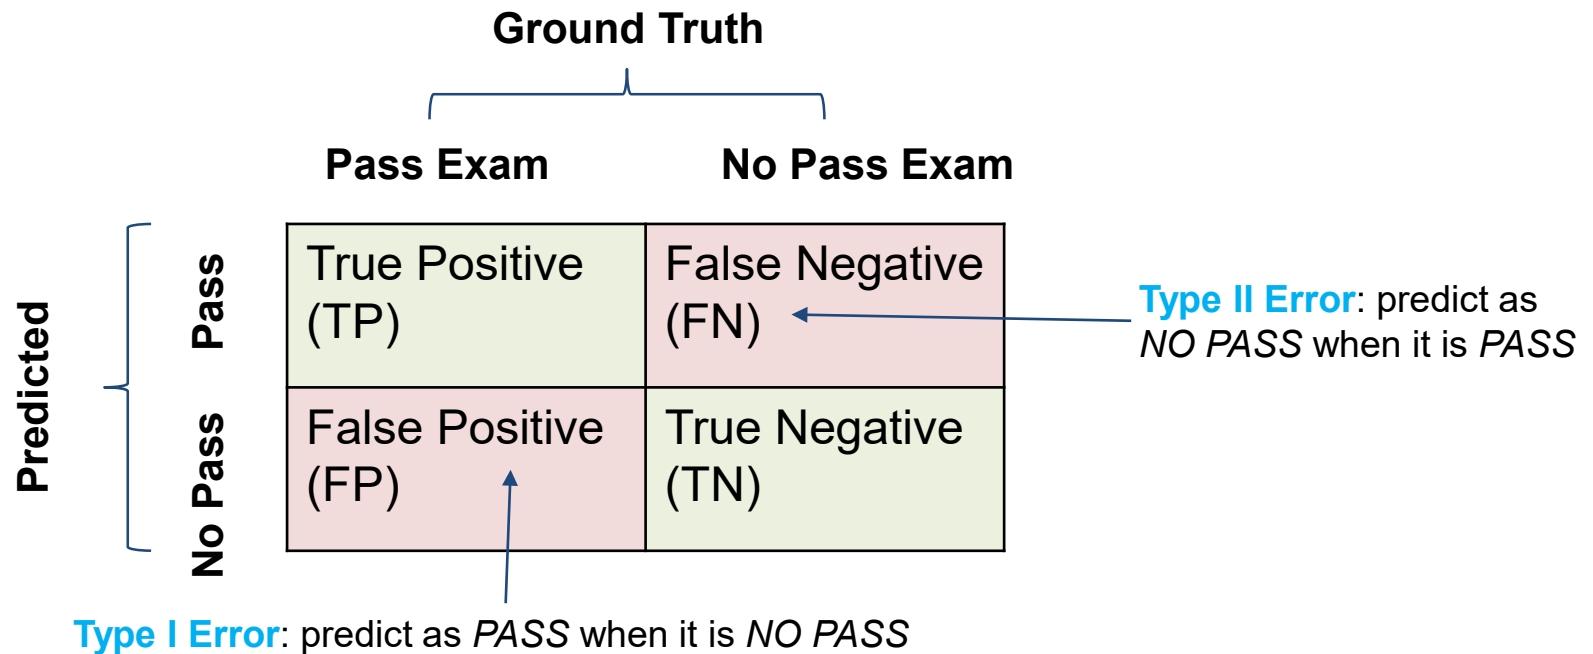 Ground Truth
Pass Exam
No Pass Exam
Predicted
Pass
True Positive
(TP)
False Negative
(FN)
Type II Error: predict as
NO PASS when it is PASS
No Pass
False Positive
(FP)
True Negative
(TN)
Type I Error: predict as PASS when it is NO PASS